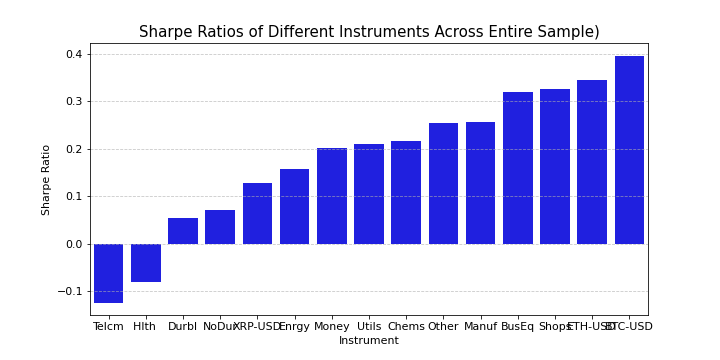 Sharpe Ratios of Different Instruments Across Entire Sample)
0.4
0.3
0.2
0.1
0.0
−0.1
Sharpe Ratio
Telcm Hlth Durbl NoDur XRP-USD Enrgy Money Utils Chems Other Manuf BusEq Shops ETH-USD BTC-USD
Instrument